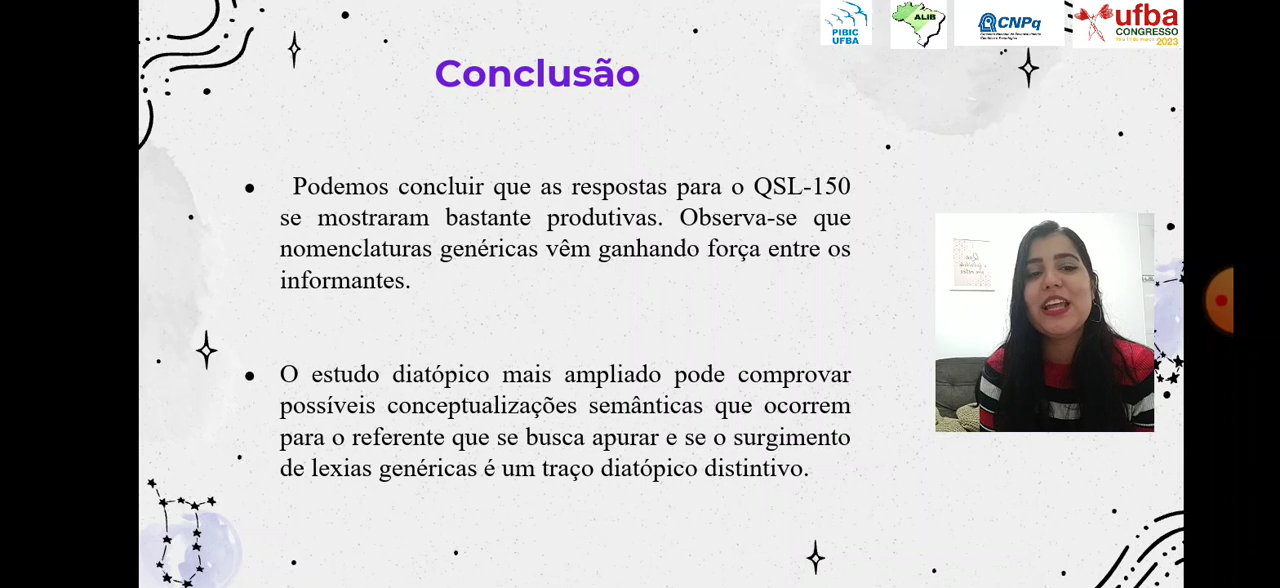 PIBIC
UFBA
ALIB
CNPq
ufba
CONGRESSO
2023
Conclusão
Podemos concluir que as respostas para o QSL-150
se mostraram bastante produtivas. Observa-se que
nomenclaturas genéricas vêm ganhando força entre os
informantes.
O estudo diatópico mais ampliado pode comprovar
possíveis conceptualizações semânticas que ocorrem
para o referente que se busca apurar e se o surgimento
de lexias genéricas é um traço diatópico distintivo.